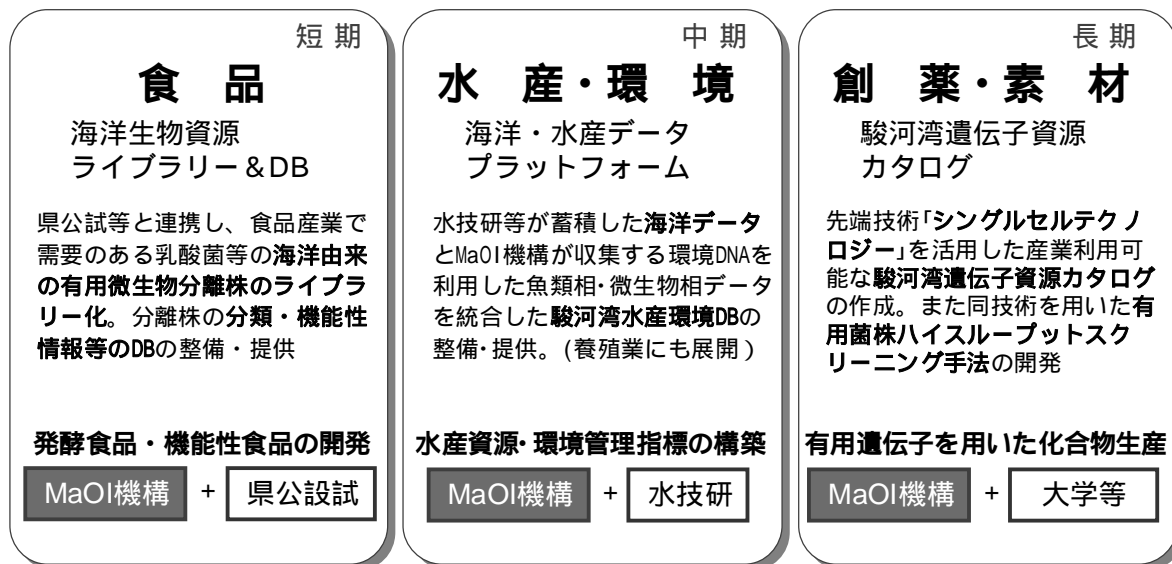 短 期
食 品
海洋生物資源
ライブラリー&DB
県公試等と連携し、食品産業で
需要のある乳酸菌等の海洋由来
の有用微生物分離株のライブラ
リー化。分離株の分類・機能性
情報等のDBの整備・提供
発酵食品・機能性食品の開発
MaOI機構 + 県公設試
中 期
水 産・環 境
海洋・水産データ
プラットフォーム
水技研等が蓄積した海洋データ
とMaOI機構が収集する環境DNAを
利用した魚類相・微生物相データ
を統合した駿河湾水産環境DBの
整備・提供。(養殖業にも展開)
水産資源・環境管理指標の構築
MaOI機構 + 水技研
長 期
創 薬・素 材
駿河湾遺伝子資源
カタログ
先端技術「シングルセルテクノ
ロジー」を活用した産業利用可
能な駿河湾遺伝子資源カタログ
の作成。また同技術を用いた有
用菌株ハイスループットスク
リーニング手法の開発
有用遺伝子を用いた化合物生産
MaOI機構 + 大学等